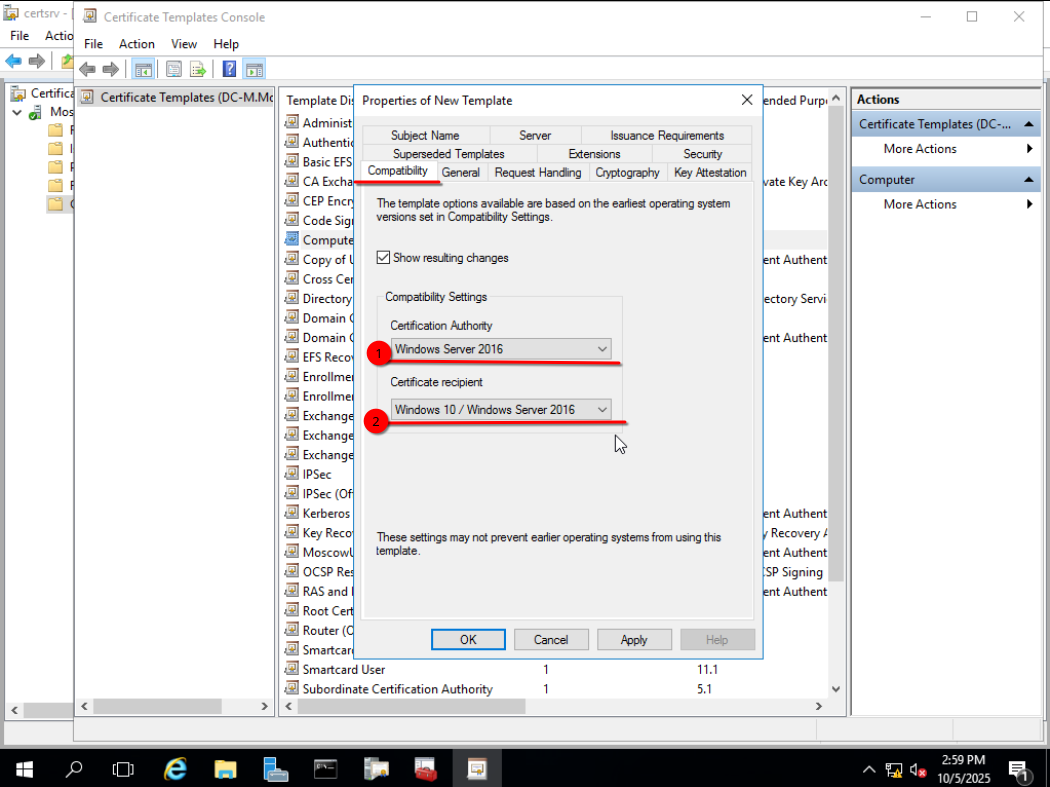 certsrv - [
Certificate Templates Console
File Actio
File Action View Help
Certifica
Mos
Certificate Templates (DC-M.Mc
Template Dis
ended Purp
Administ
Authentic
Basic EFS
CA Excha
vate Key Arc
CEP Encry
Code Sig
Compute
Copy of U
ent Authent
Cross Cer
Directory
ectory Servi
Domain C
Domain C
ent Authent
EFS Recov
Enrollme
Enrollme
Exchange
Exchange
Exchange
IPSec
IPSec (Off
Kerberos
ent Authent
Key Reco
y Recovery A
MoscowU
ent Authent
OCSP Res
CSP Signing
RAS and I
ent Authent
Root Cert
Router (O
Smartcar
Smartcard User 1 11.1
Subordinate Certification Authority 1 5.1
Properties of New Template
Subject Name Server Issuance Requirements
Superseded Templates Extensions Security
Compatibility General Request Handling Cryptography Key Attestation
The template options available are based on the earliest operating system
versions set in Compatibility Settings.
Show resulting changes
Compatibility Settings
Certification Authority
1
Windows Server 2016
Certificate recipient
2
Windows 10 / Windows Server 2016
These settings may not prevent earlier operating systems from using this
template.
OK Cancel Apply Help
Actions
Certificate Templates (DC-...
More Actions
Computer
More Actions
2:59 PM
10/5/2025
1